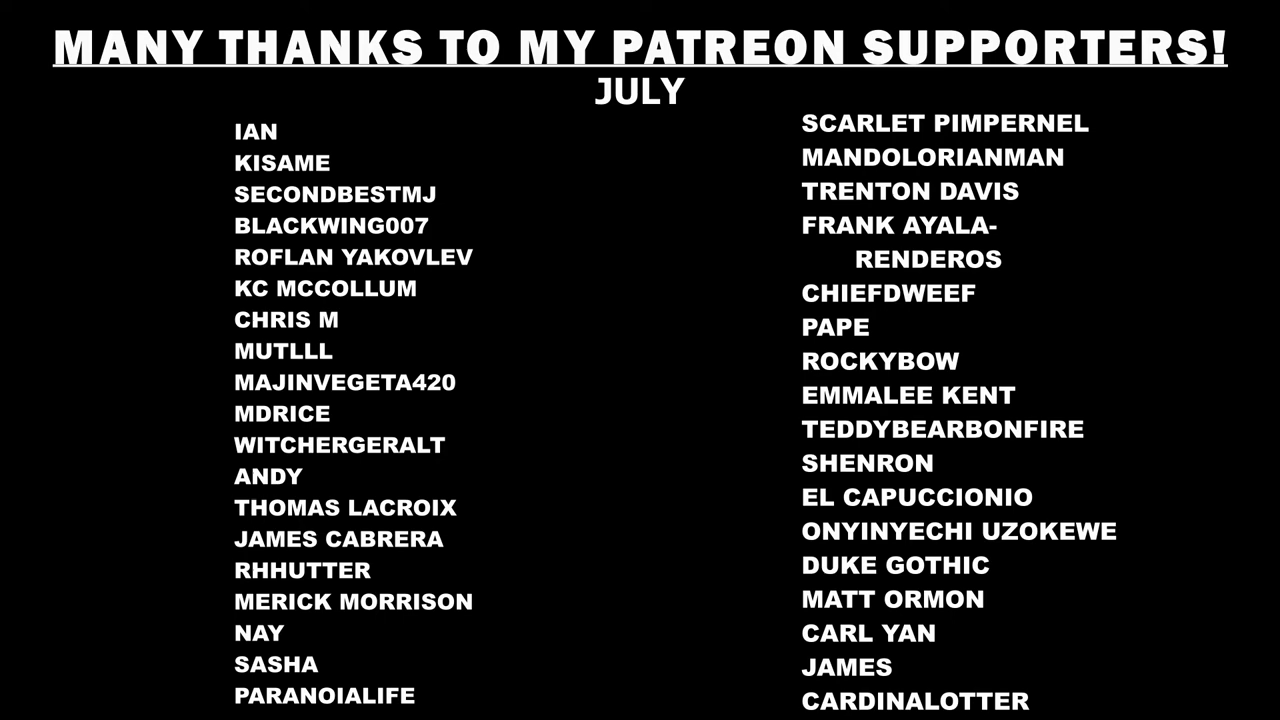 MANY THANKS TO MY PATREON SUPPORTERS!
JULY
IAN
KISAME
SECONDBESTMJ
BLACKWING007
ROFLAN YAKOVLEV
KC MCCOLLUM
CHRIS M
MUTLLL
MAJINVEGETA420
MDRICE
WITCHERGERALT
ANDY
THOMAS LACROIX
JAMES CABRERA
RHHUTTER
MERICK MORRISON
NAY
SASHA
PARANOIALIFE
SCARLET PIMPERNEL
MANDOLORIANMAN
TRENTON DAVIS
FRANK AYALA-
RENDEROS
CHIEFDWEEF
PAPE
ROCKYBOW
EMMALEE KENT
TEDDYBEARBONFIRE
SHENRON
EL CAPUCCIONIO
ONYINYECHI UZOKEWE
DUKE GOTHIC
MATT ORMON
CARL YAN
JAMES
CARDINALOTTER